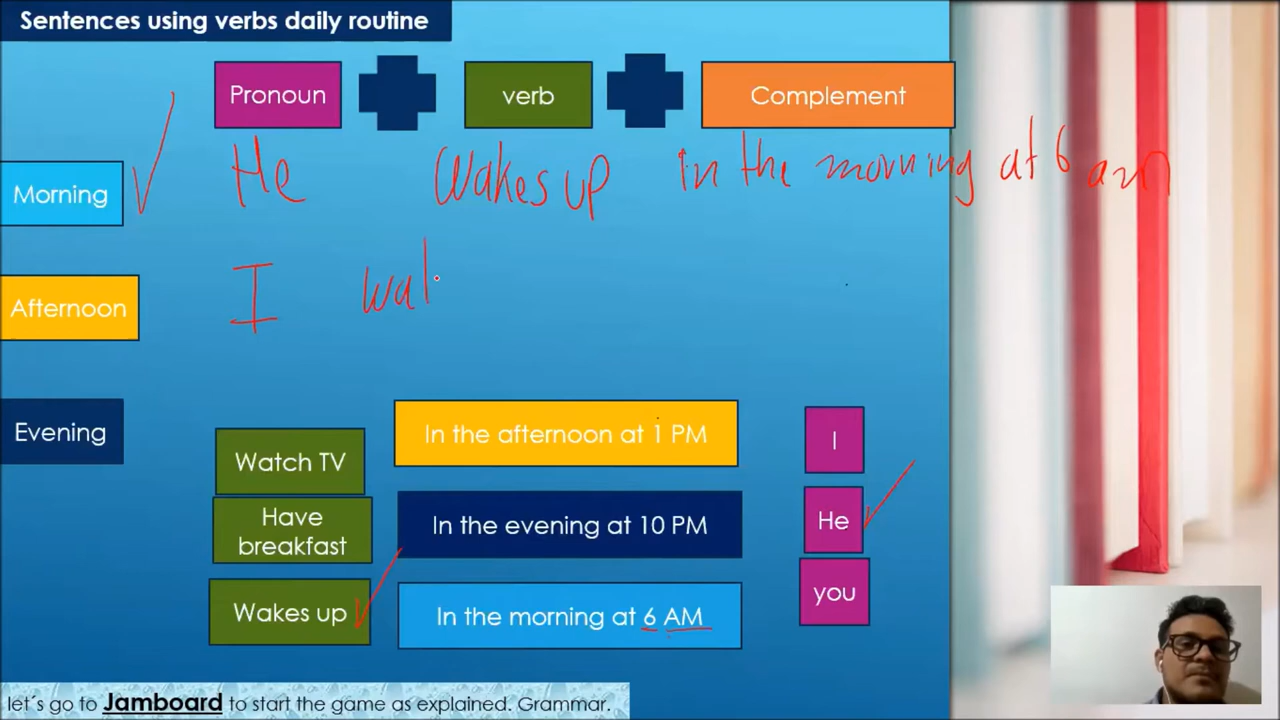 Sentences using verbs daily routine
Pronoun verb Complement
Morning He Wakes up in the morning at 6 am
Afternoon I wal
Evening
In the afternoon at 1 PM
I
Watch TV
Have
breakfast
In the evening at 10 PM
He
Wakes up
In the morning at 6 AM
you
let´s go to Jamboard to start the game as explained. Grammar.